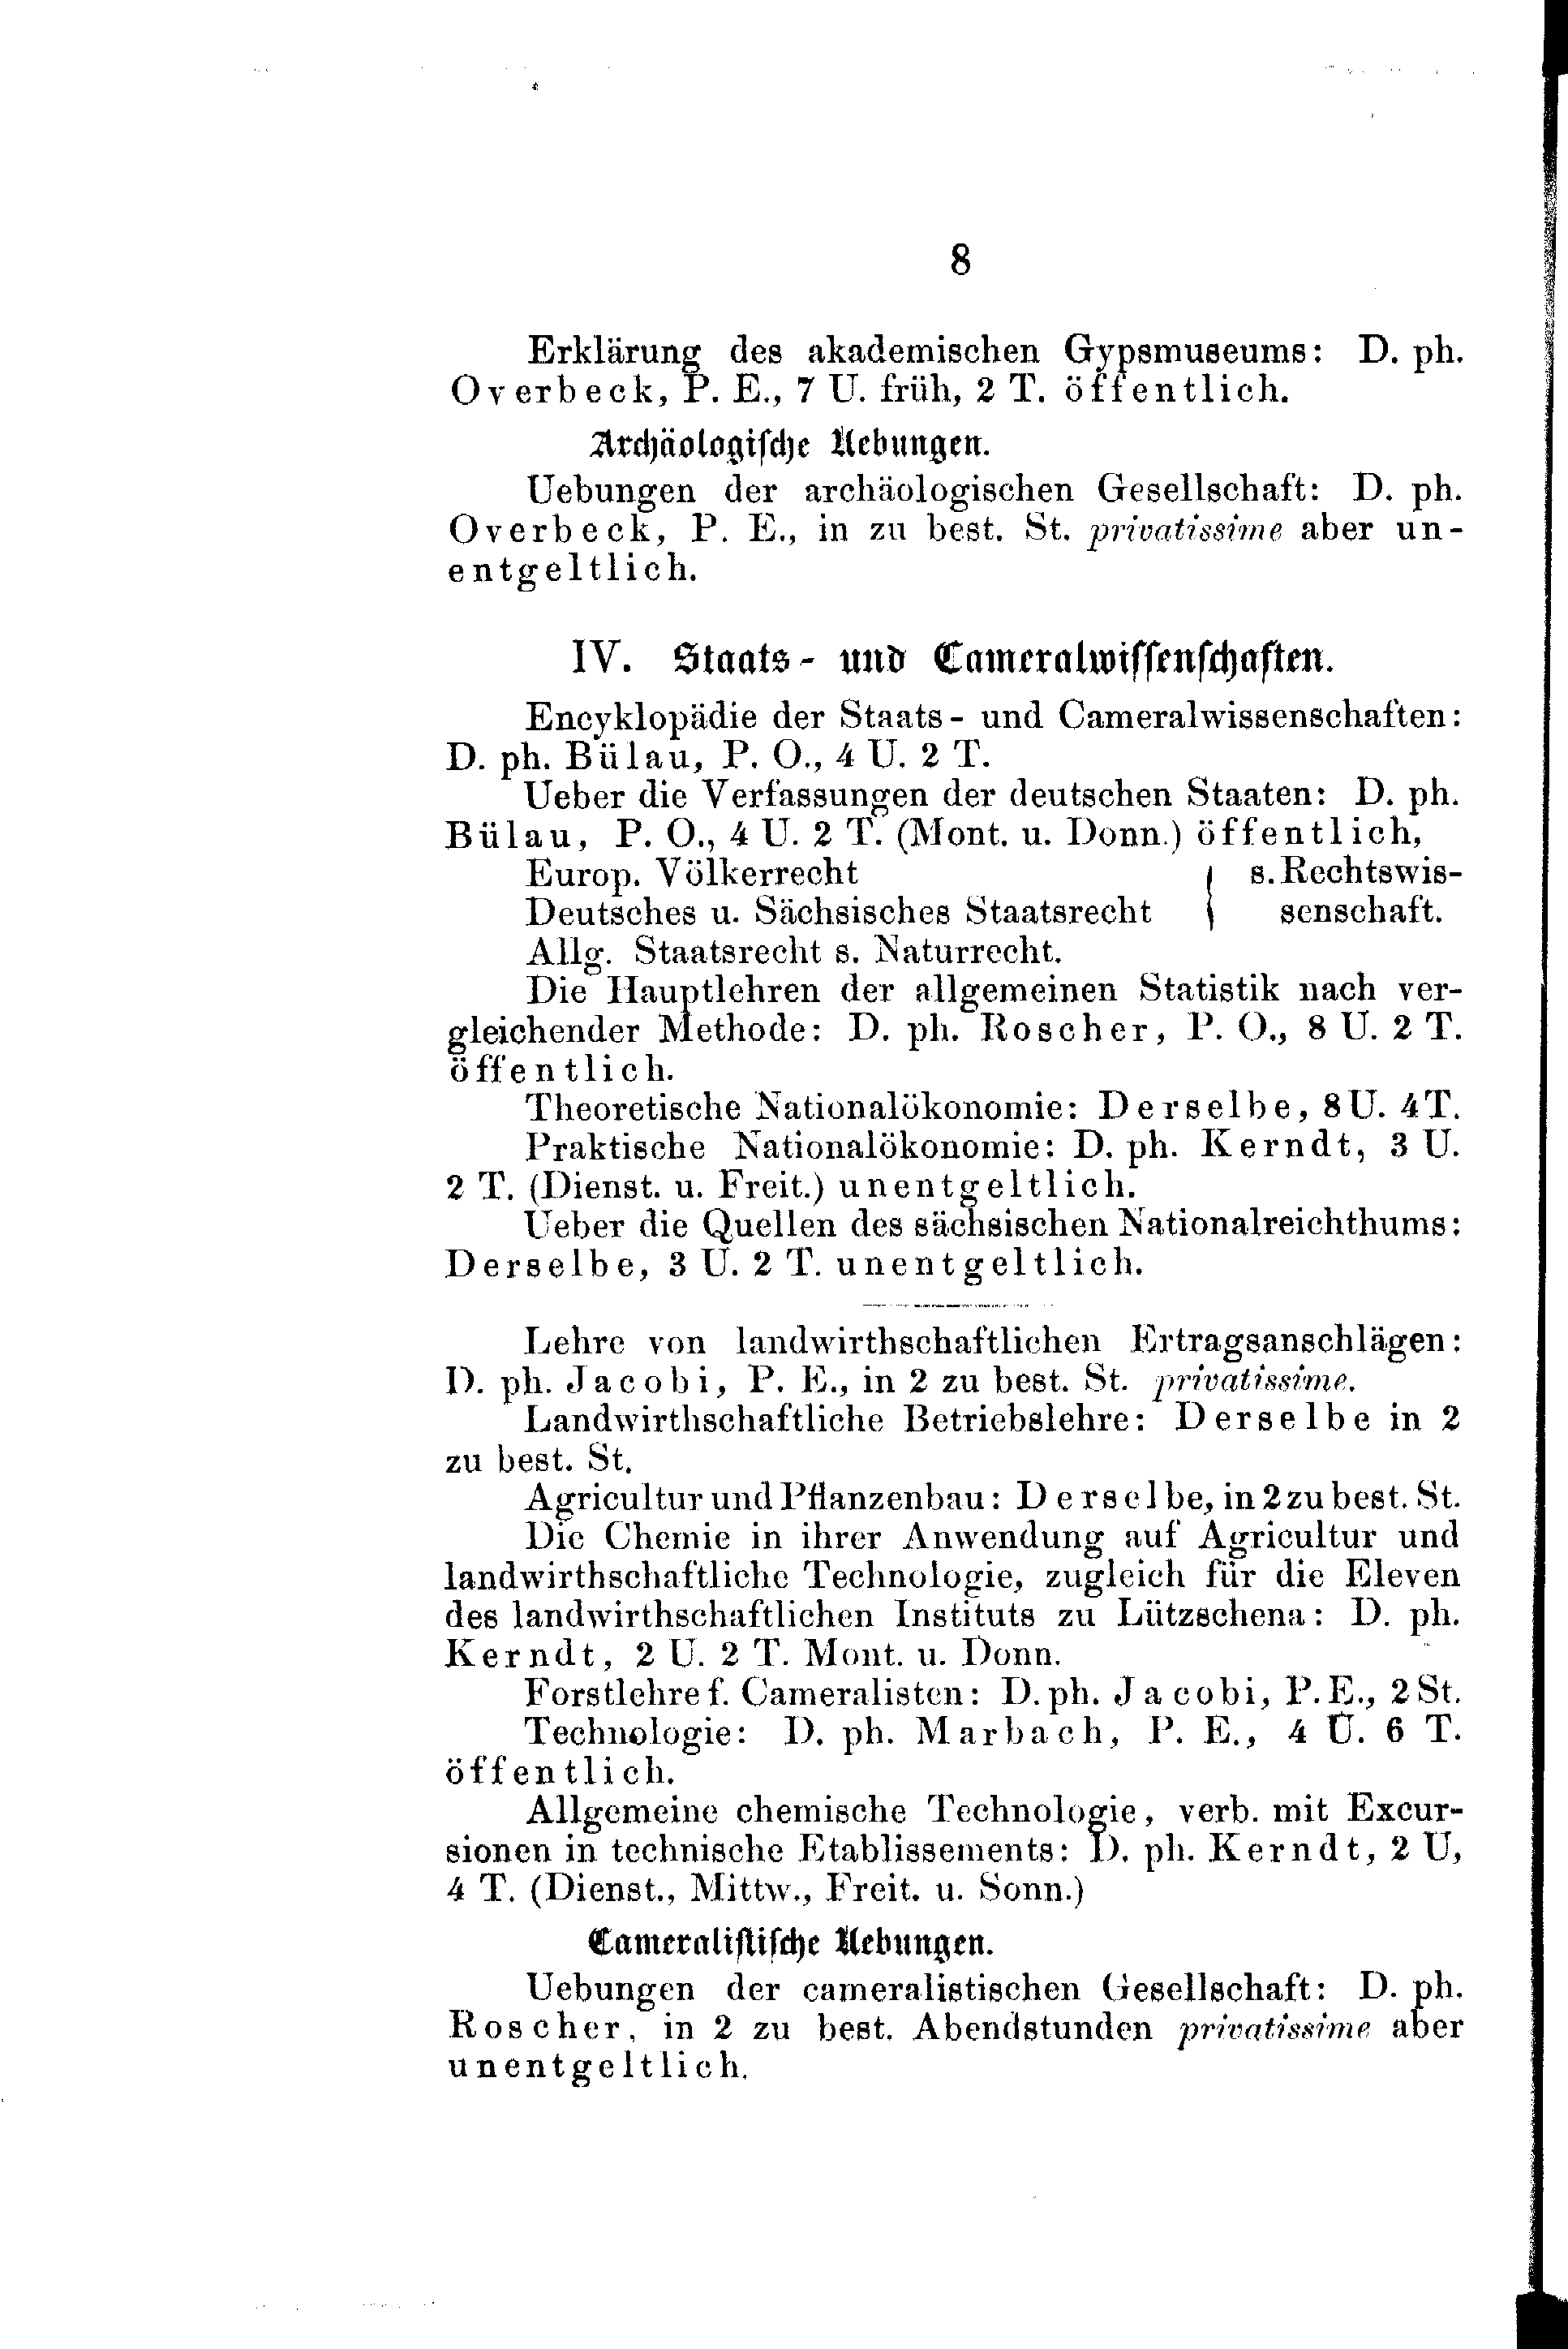 8
Erklärung des akademischen Gypsmuseums: D. ph.
Overbeck, P. E., 7 U. früh, 2 T. öffentlich.
Archäologische Uebungen.
Uebungen der archäologischen Gesellschaft: D. ph.
Overbeck, P. E., in zu best. St. privatissime aber un-
entgeltlich.
IV. Staats- und Cameralwissenschaften.
Encyklopädie der Staats- und Cameralwissenschaften:
D. ph. Bülau, P. O., 4 U. 2 T.
Ueber die Verfassungen der deutschen Staaten: D. ph.
Bülau, P. O., 4 U. 2 T. (Mont. u. Donn.) öffentlich,
Europ. Völkerrecht } s. Rechtswis-
Deutsches u. Sächsisches Staatsrecht } senschaft.
Allg. Staatsrecht s. Naturrecht.
Die Hauptlehren der allgemeinen Statistik nach ver-
gleichender Methode: D. ph. Roscher, P. O., 8 U. 2 T.
öffentlich.
Theoretische Nationalökonomie: Derselbe, 8 U. 4 T.
Praktische Nationalökonomie: D. ph. Kerndt, 3 U.
2 T. (Dienst. u. Freit.) unentgeltlich.
Ueber die Quellen des sächsischen Nationalreichthums:
Derselbe, 3 U. 2 T. unentgeltlich.
Lehre von landwirthschaftlichen Ertragsanschlägen:
D. ph. Jacobi, P. E., in 2 zu best. St. privatissime.
Landwirthschaftliche Betriebslehre: Derselbe in 2
zu best. St.
Agricultur und Pflanzenbau: Derselbe, in 2 zu best. St.
Die Chemie in ihrer Anwendung auf Agricultur und
landwirthschaftliche Technologie, zugleich für die Eleven
des landwirthschaftlichen Instituts zu Lützschena: D. ph.
Kerndt, 2 U. 2 T. Mont. u. Donn.
Forstlehre f. Cameralisten: D. ph. Jacobi, P. E., 2 St.
Technologie: D. ph. Marbach, P. E., 4 U. 6 T.
öffentlich.
Allgemeine chemische Technologie, verb. mit Excur-
sionen in technische Etablissements: D. ph. Kerndt, 2 U,
4 T. (Dienst., Mittw., Freit. u. Sonn.)
Cameralistische Uebungen.
Uebungen der cameralistischen Gesellschaft: D. ph.
Roscher, in 2 zu best. Abendstunden privatissime aber
unentgeltlich.